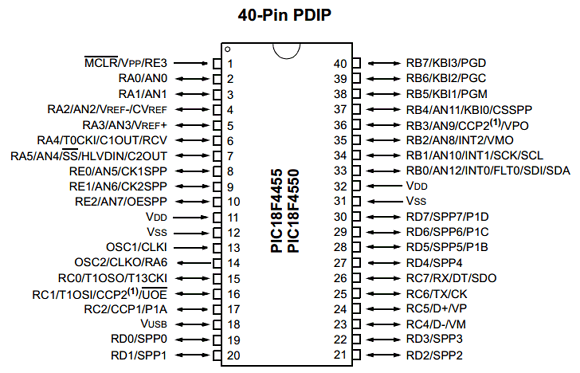 40-Pin PDIP
MCLR/VPP/RE3 1
RA0/AN0 2
RA1/AN1 3
RA2/AN2/VREF-/CVREF 4
RA3/AN3/VREF+ 5
RA4/T0CKI/C1OUT/RCV 6
RA5/AN4/SS/HLVDIN/C2OUT 7
RE0/AN5/CK1SPP 8
RE1/AN6/CK2SPP 9
RE2/AN7/OESPP 10
VDD 11
VSS 12
OSC1/CLKI 13
OSC2/CLKO/RA6 14
RC0/T1OSO/T13CKI 15
RC1/T1OSI/CCP2(1)/UOE 16
RC2/CCP1/P1A 17
VUSB 18
RD0/SPP0 19
RD1/SPP1 20
PIC18F4455
PIC18F4550
40 RB7/KBI3/PGD
39 RB6/KBI2/PGC
38 RB5/KBI1/PGM
37 RB4/AN11/KBI0/CSSPP
36 RB3/AN9/CCP2(1)/VPO
35 RB2/AN8/INT2/VMO
34 RB1/AN10/INT1/SCK/SCL
33 RB0/AN12/INT0/FLT0/SDI/SDA
32 VDD
31 VSS
30 RD7/SPP7/P1D
29 RD6/SPP6/P1C
28 RD5/SPP5/P1B
27 RD4/SPP4
26 RC7/RX/DT/SDO
25 RC6/TX/CK
24 RC5/D+/VP
23 RC4/D-/VM
22 RD3/SPP3
21 RD2/SPP2